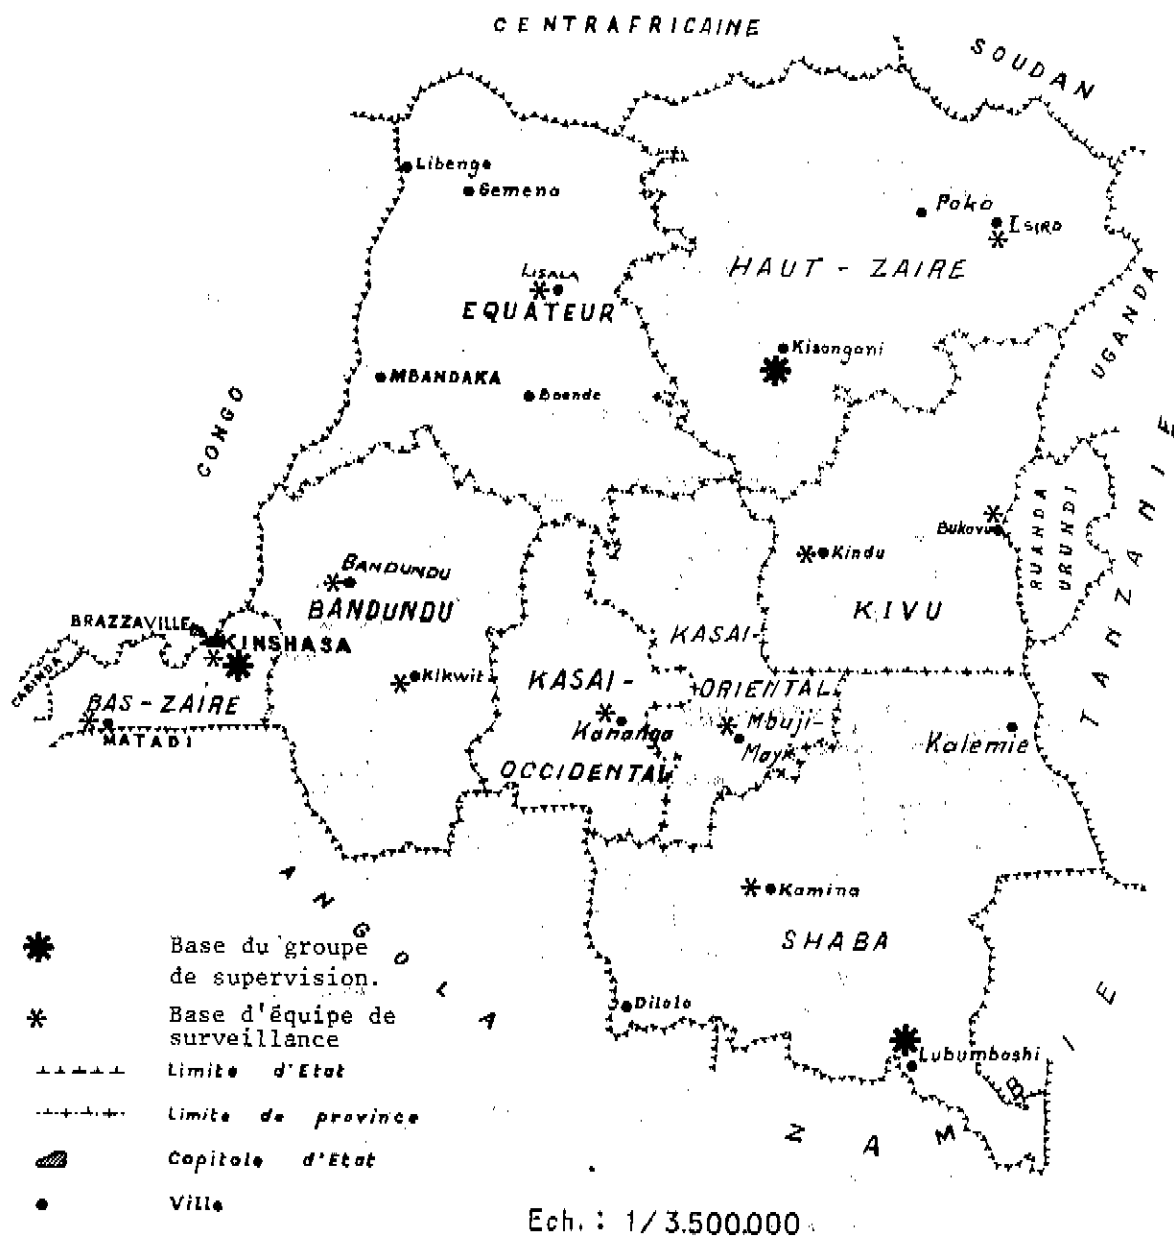 CENTRAFRICAINE
SOUDAN
Libenge
Gemena
Poko
ISIRO
HAUT - ZAIRE
LISALA
EQUATEUR
UGANDA
Kisangani
MBANDAKA
Boende
CONGO
TANZANIE
RUANDA
URUNDI
Bukavu
Kindu
BANDUNDU
BANDUNDU
KIVU
BRAZZAVILLE
KINSHASA
KASAI-
ORIENTAL
CABINDA
Kikwit
KASAI-
OCCIDENTAL
BAS-ZAIRE
MATADI
Kananga
Mbuji-
Mayi
Kalemie
ANGOLA
Kamina
SHABA
Dilolo
Lubumbashi
ZAMBIE
Base du groupe
de supervision.
Base d'équipe de
surveillance
Limite d'Etat
Limite de province
Capitale d'Etat
Ville
Ech. : 1/3.500.000